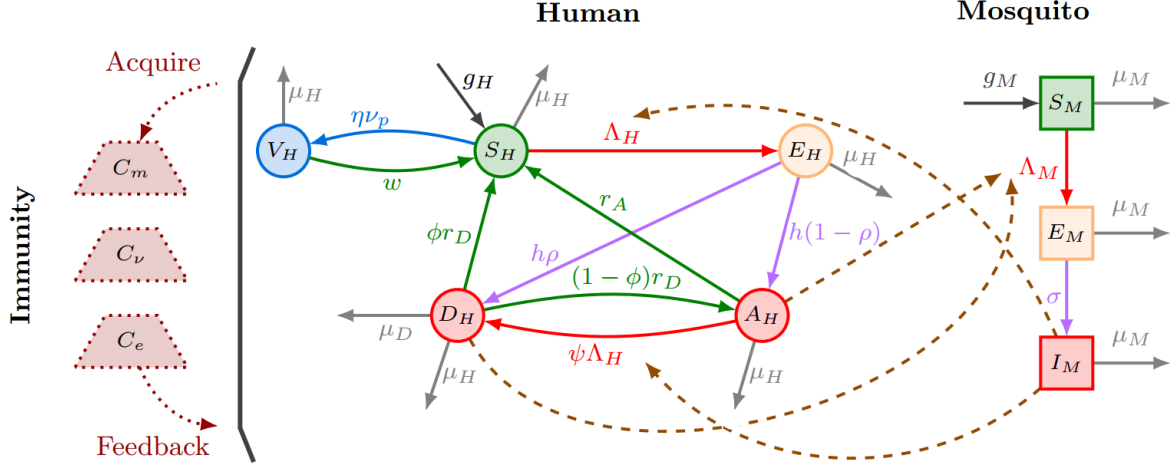 Human
Mosquito
Immunity
Acquire
C_m
C_ν
C_e
Feedback
μ_H
g_H
μ_H
ην_p
V_H
S_H
w
Λ_H
E_H
μ_H
r_A
ϕr_D
hρ
h(1 − ρ)
(1 − ϕ)r_D
D_H
A_H
μ_D
ψΛ_H
μ_H
μ_H
g_M
S_M
μ_M
Λ_M
E_M
μ_M
σ
I_M
μ_M